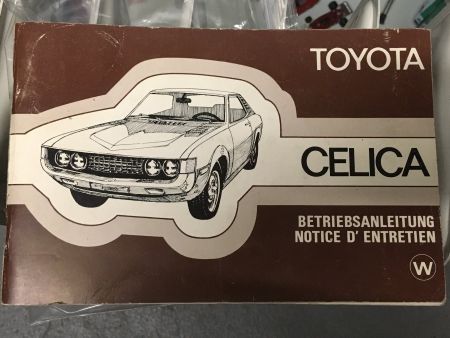 TOYOTA
CELICA
BETRIEBSANLEITUNG
NOTICE D' ENTRETIEN
W